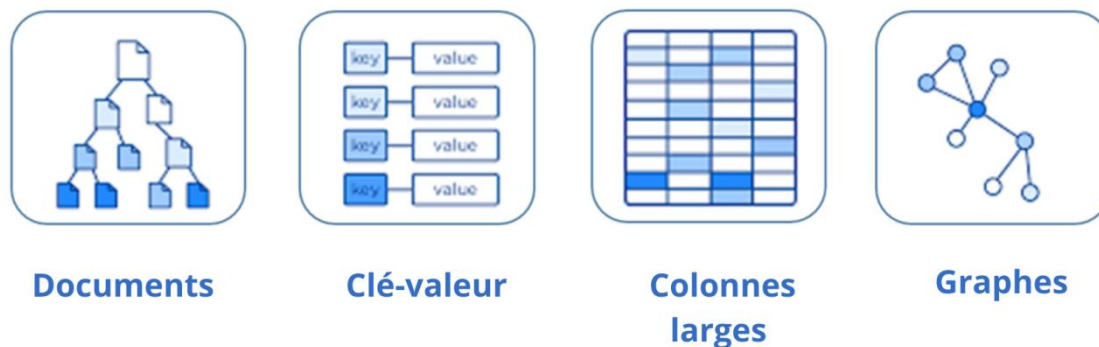 key value
key value
key value
key value
Documents
Clé-valeur
Colonnes
larges
Graphes